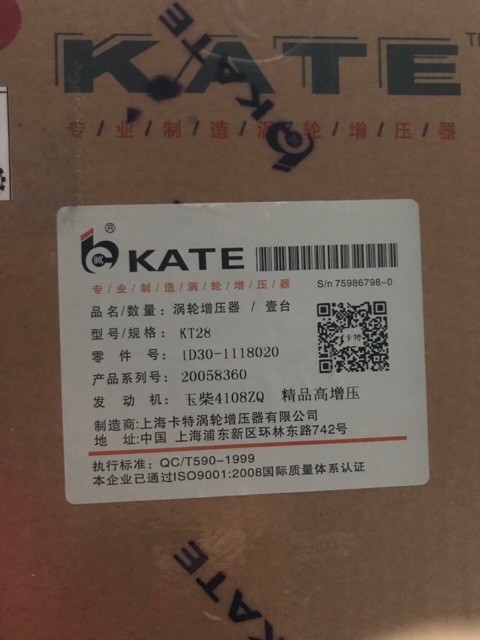 KATE
KATE TM
专/业/制/造/涡/轮/增/压/器
KATE ®
S/n 75986798-0
专/业/制/造/涡/轮/增/压/器
品名/数量: 涡轮增压器 / 壹台
型号/规格: KT28
零 件 号: 1D30-1118020
卡特
产品系列号: 20058360
发 动 机: 玉柴4108ZQ 精品高增压
制造商:上海卡特涡轮增压器有限公司
地 址:中国 上海浦东新区环林东路742号
执行标准: QC/T590-1999
本企业已通过ISO9001:2008国际质量体系认证
KATE